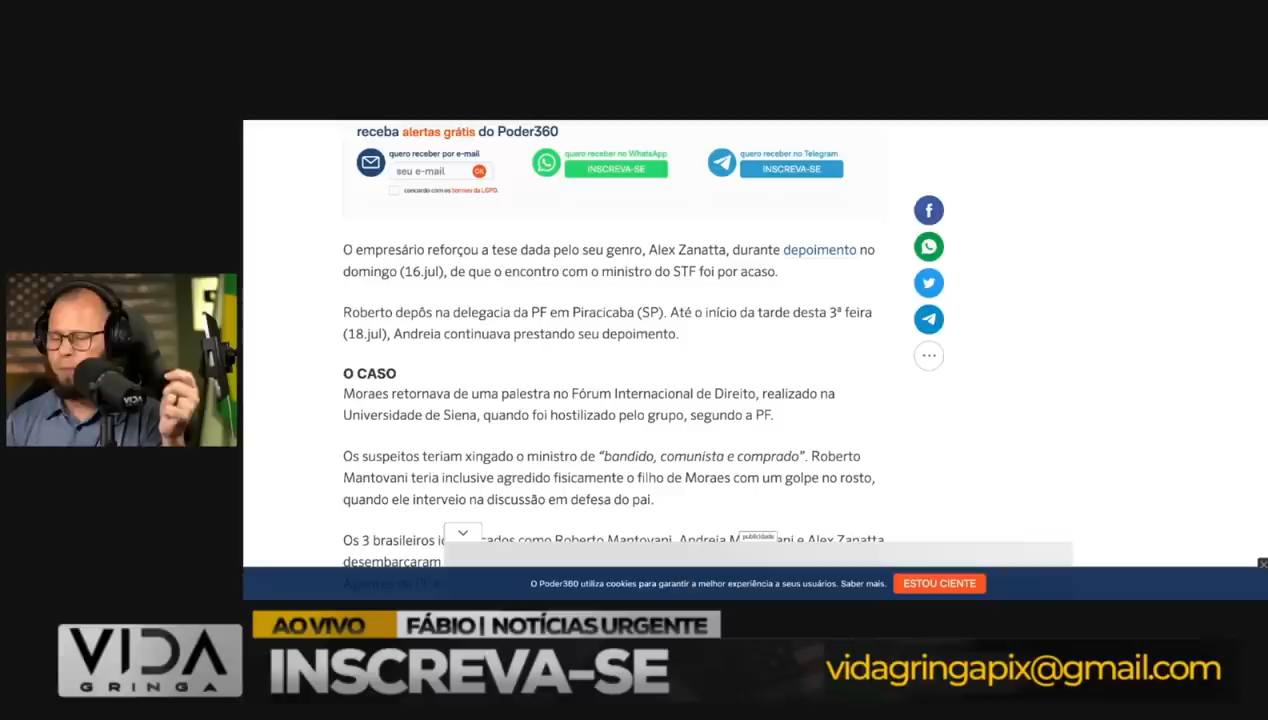 receba alertas grátis do Poder360
quero receber por e-mail
seu e-mail
OK
concordo com os termos da LGPD.
quero receber no WhatsApp
INSCREVA-SE
quero receber no Telegram
INSCREVA-SE
O empresário reforçou a tese dada pelo seu genro, Alex Zanatta, durante depoimento no
domingo (16.jul), de que o encontro com o ministro do STF foi por acaso.
Roberto depôs na delegacia da PF em Piracicaba (SP). Até o início da tarde desta 3ª feira
(18.jul), Andreia continuava prestando seu depoimento.
O CASO
Moraes retornava de uma palestra no Fórum Internacional de Direito, realizado na
Universidade de Siena, quando foi hostilizado pelo grupo, segundo a PF.
Os suspeitos teriam xingado o ministro de “bandido, comunista e comprado”. Roberto
Mantovani teria inclusive agredido fisicamente o filho de Moraes com um golpe no rosto,
quando ele interveio na discussão em defesa do pai.
Os 3 brasileiros como Roberto Mantovani, Andreia e Alex Zanatta
publicidade
desembarcaram
O Poder360 utiliza cookies para garantir a melhor experiência a seus usuários. Saber mais.
ESTOU CIENTE
VIDA
VIDA
GRINGA
AO VIVO
FÁBIO | NOTÍCIAS URGENTE
INSCREVA-SE
vidagringapix@gmail.com